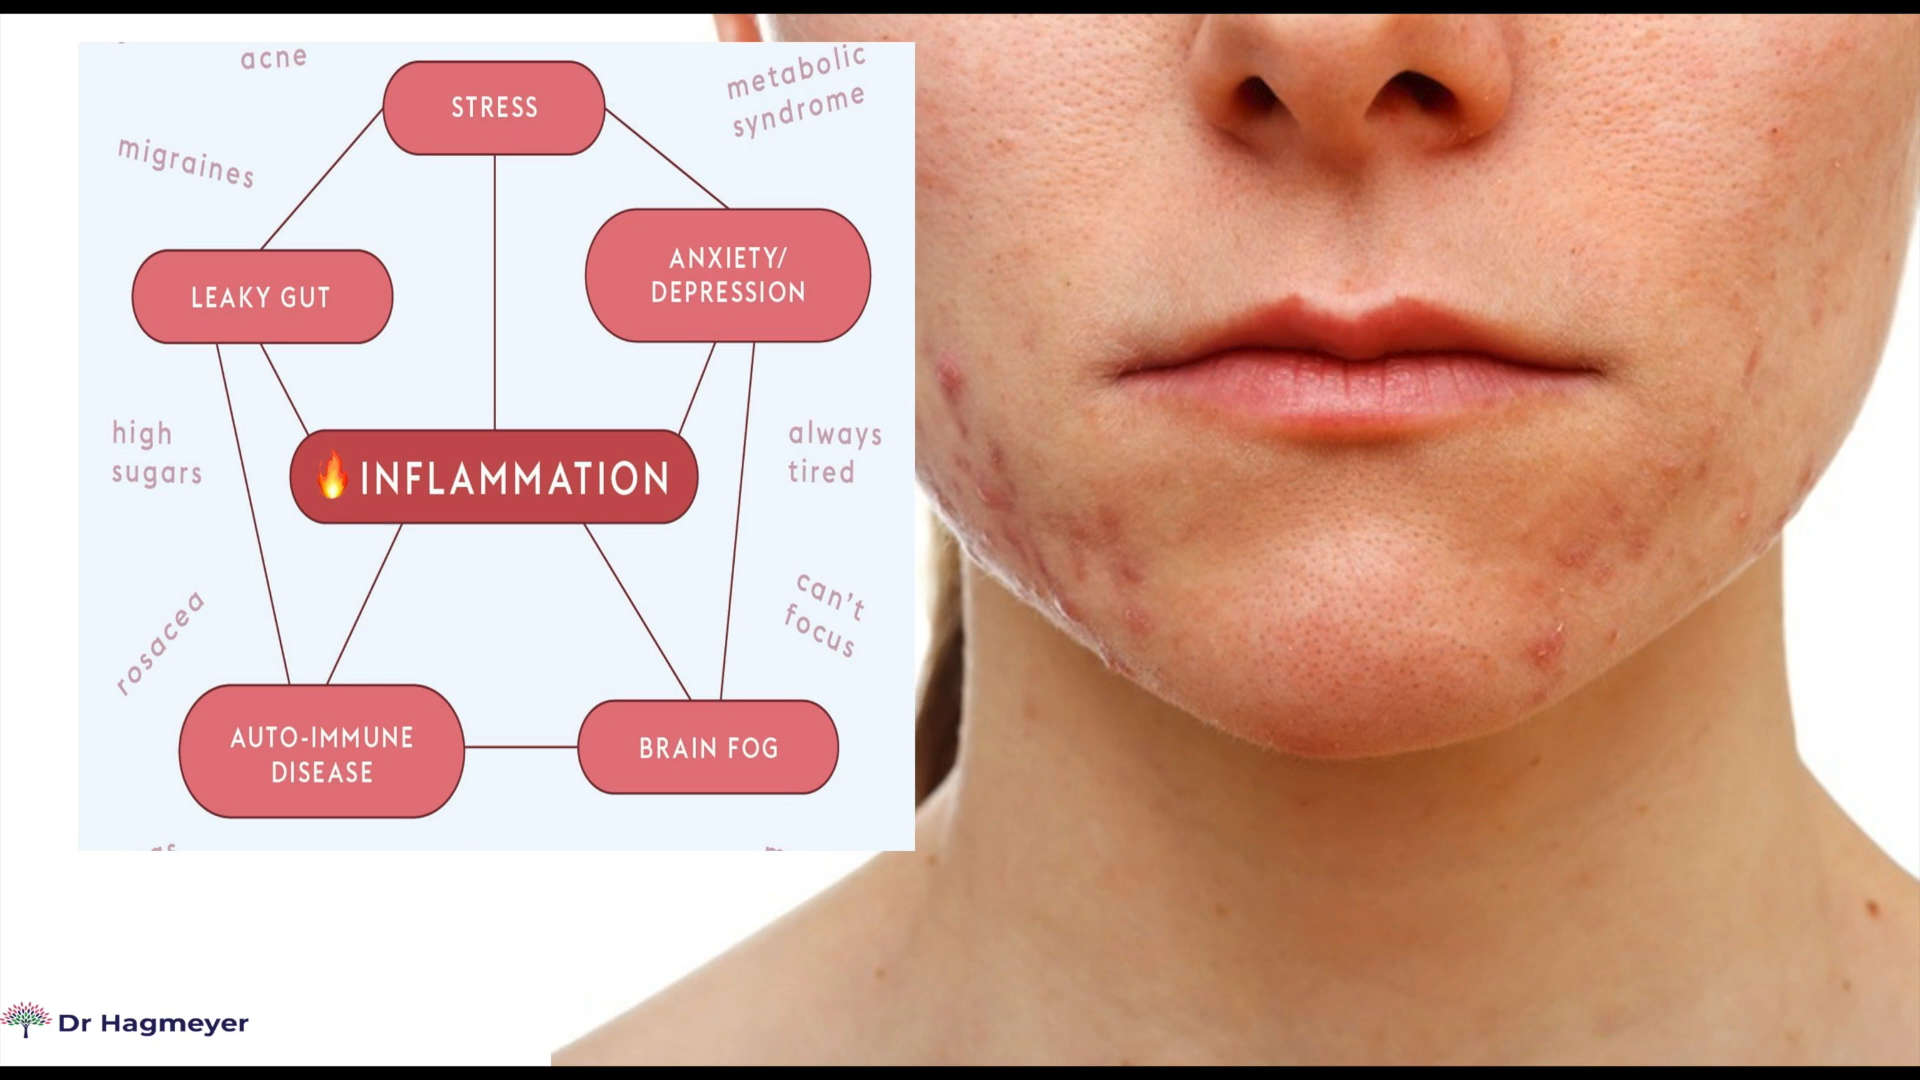 acne
STRESS
metabolic
syndrome
migraines
LEAKY GUT
ANXIETY/
DEPRESSION
high
sugars
INFLAMMATION
always
tired
rosacea
can't
focus
AUTO-IMMUNE
DISEASE
BRAIN FOG
Dr Hagmeyer